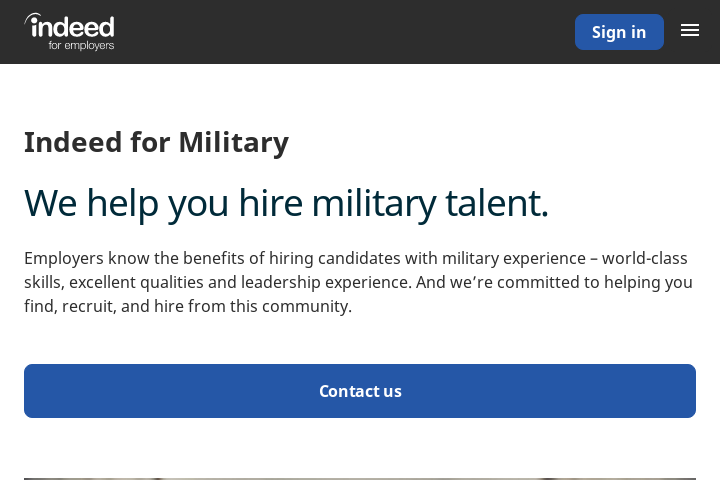 indeed
for employers
Sign in
Indeed for Military
We help you hire military talent.
Employers know the benefits of hiring candidates with military experience – world-class
skills, excellent qualities and leadership experience. And we’re committed to helping you
find, recruit, and hire from this community.
Contact us